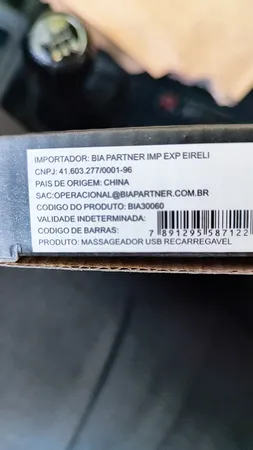 IMPORTADOR: BIA PARTNER IMP EXP EIRELI
CNPJ: 41.603.277/0001-96
PAIS DE ORIGEM: CHINA
SAC:OPERACIONAL@BIAPARTNER.COM.BR
CODIGO DO PRODUTO: BIA30060
VALIDADE INDETERMINADA:
CODIGO DE BARRAS: 7 891295 587122
PRODUTO: MASSAGEADOR USB RECARREGAVEL